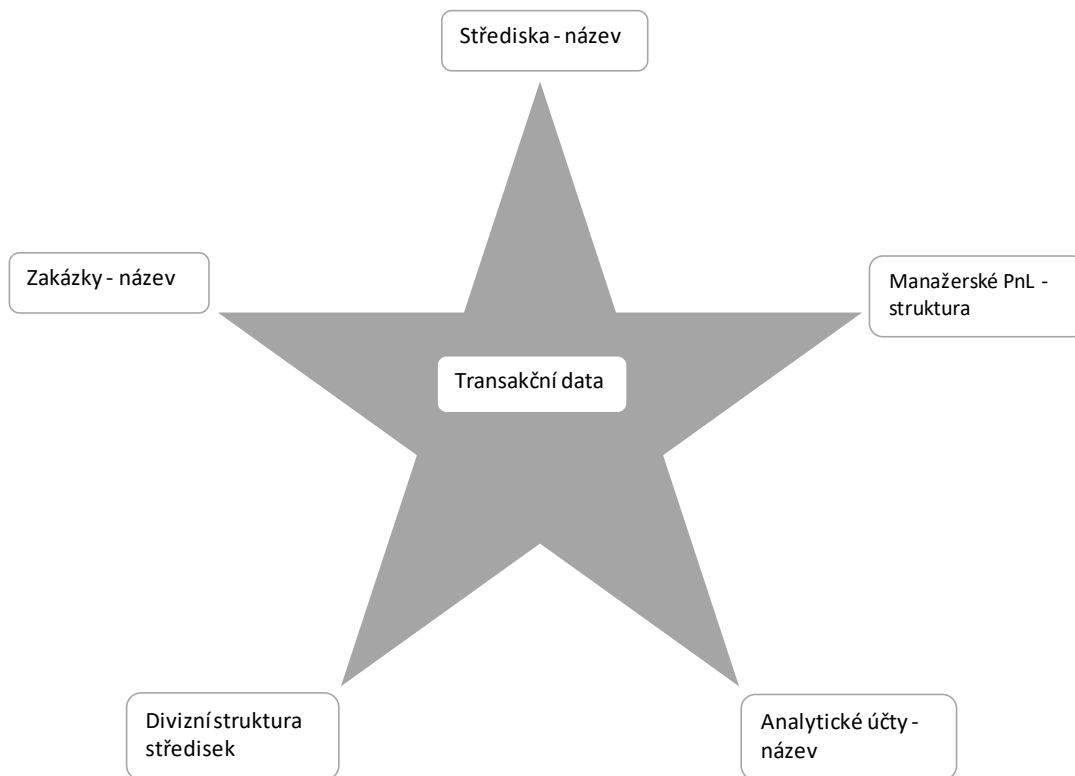 Střediska - název
Zakázky - název
Manažerské PnL -
struktura
Transakční data
Divizní struktura
středisek
Analytické účty -
název